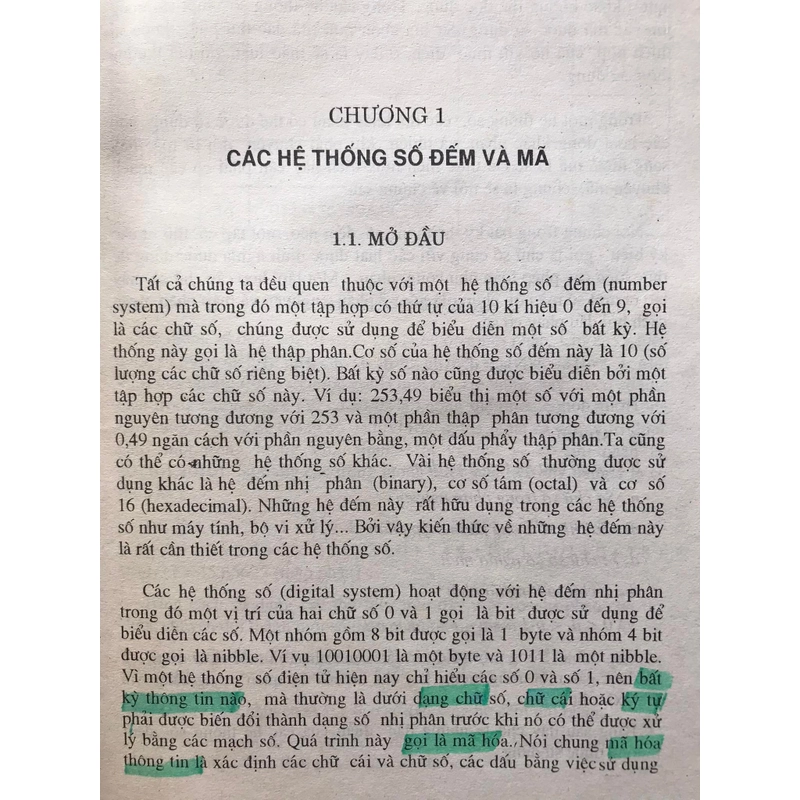 CHƯƠNG 1
CÁC HỆ THỐNG SỐ ĐẾM VÀ MÃ
1.1. MỞ ĐẦU
Tất cả chúng ta đều quen thuộc với một hệ thống số đếm (number
system) mà trong đó một tập hợp có thứ tự của 10 kí hiệu 0 đến 9, gọi
là các chữ số, chúng được sử dụng để biểu diễn một số bất kỳ. Hệ
thống này gọi là hệ thập phân.Cơ số của hệ thống số đếm này là 10 (số
lượng các chữ số riêng biệt). Bất kỳ số nào cũng được biểu diễn bởi một
tập hợp các chữ số này. Ví dụ: 253,49 biểu thị một số với một phần
nguyên tương đương với 253 và một phần thập phân tương đương với
0,49 ngăn cách với phần nguyên bằng, một dấu phẩy thập phân.Ta cũng
có thể có những hệ thống số khác. Vài hệ thống số thường được sử
dụng khác là hệ đếm nhị phân (binary), cơ số tám (octal) và cơ số
16 (hexadecimal). Những hệ đếm này rất hữu dụng trong các hệ thống
số như máy tính, bộ vi xử lý... Bởi vậy kiến thức về những hệ đếm này
là rất cần thiết trong các hệ thống số.
Các hệ thống số (digital system) hoạt động với hệ đếm nhị phân
trong đó một vị trí của hai chữ số 0 và 1 gọi là bit được sử dụng để
biểu diễn các số. Một nhóm gồm 8 bit được gọi là 1 byte và nhóm 4 bit
được gọi là nibble. Ví vụ 10010001 là một byte và 1011 là một nibble.
Vì một hệ thống số điện tử hiện nay chỉ hiểu các số 0 và số 1, nên bất
kỳ thông tin nào, mà thường là dưới dạng chữ số, chữ cái hoặc ký tự
phải được biến đổi thành dạng số nhị phân trước khi nó có thể được xử
lý bằng các mạch số. Quá trình này gọi là mã hóa. Nói chung mã hóa
thông tin là xác định các chữ cái và chữ số, các dấu bằng việc sử dụng